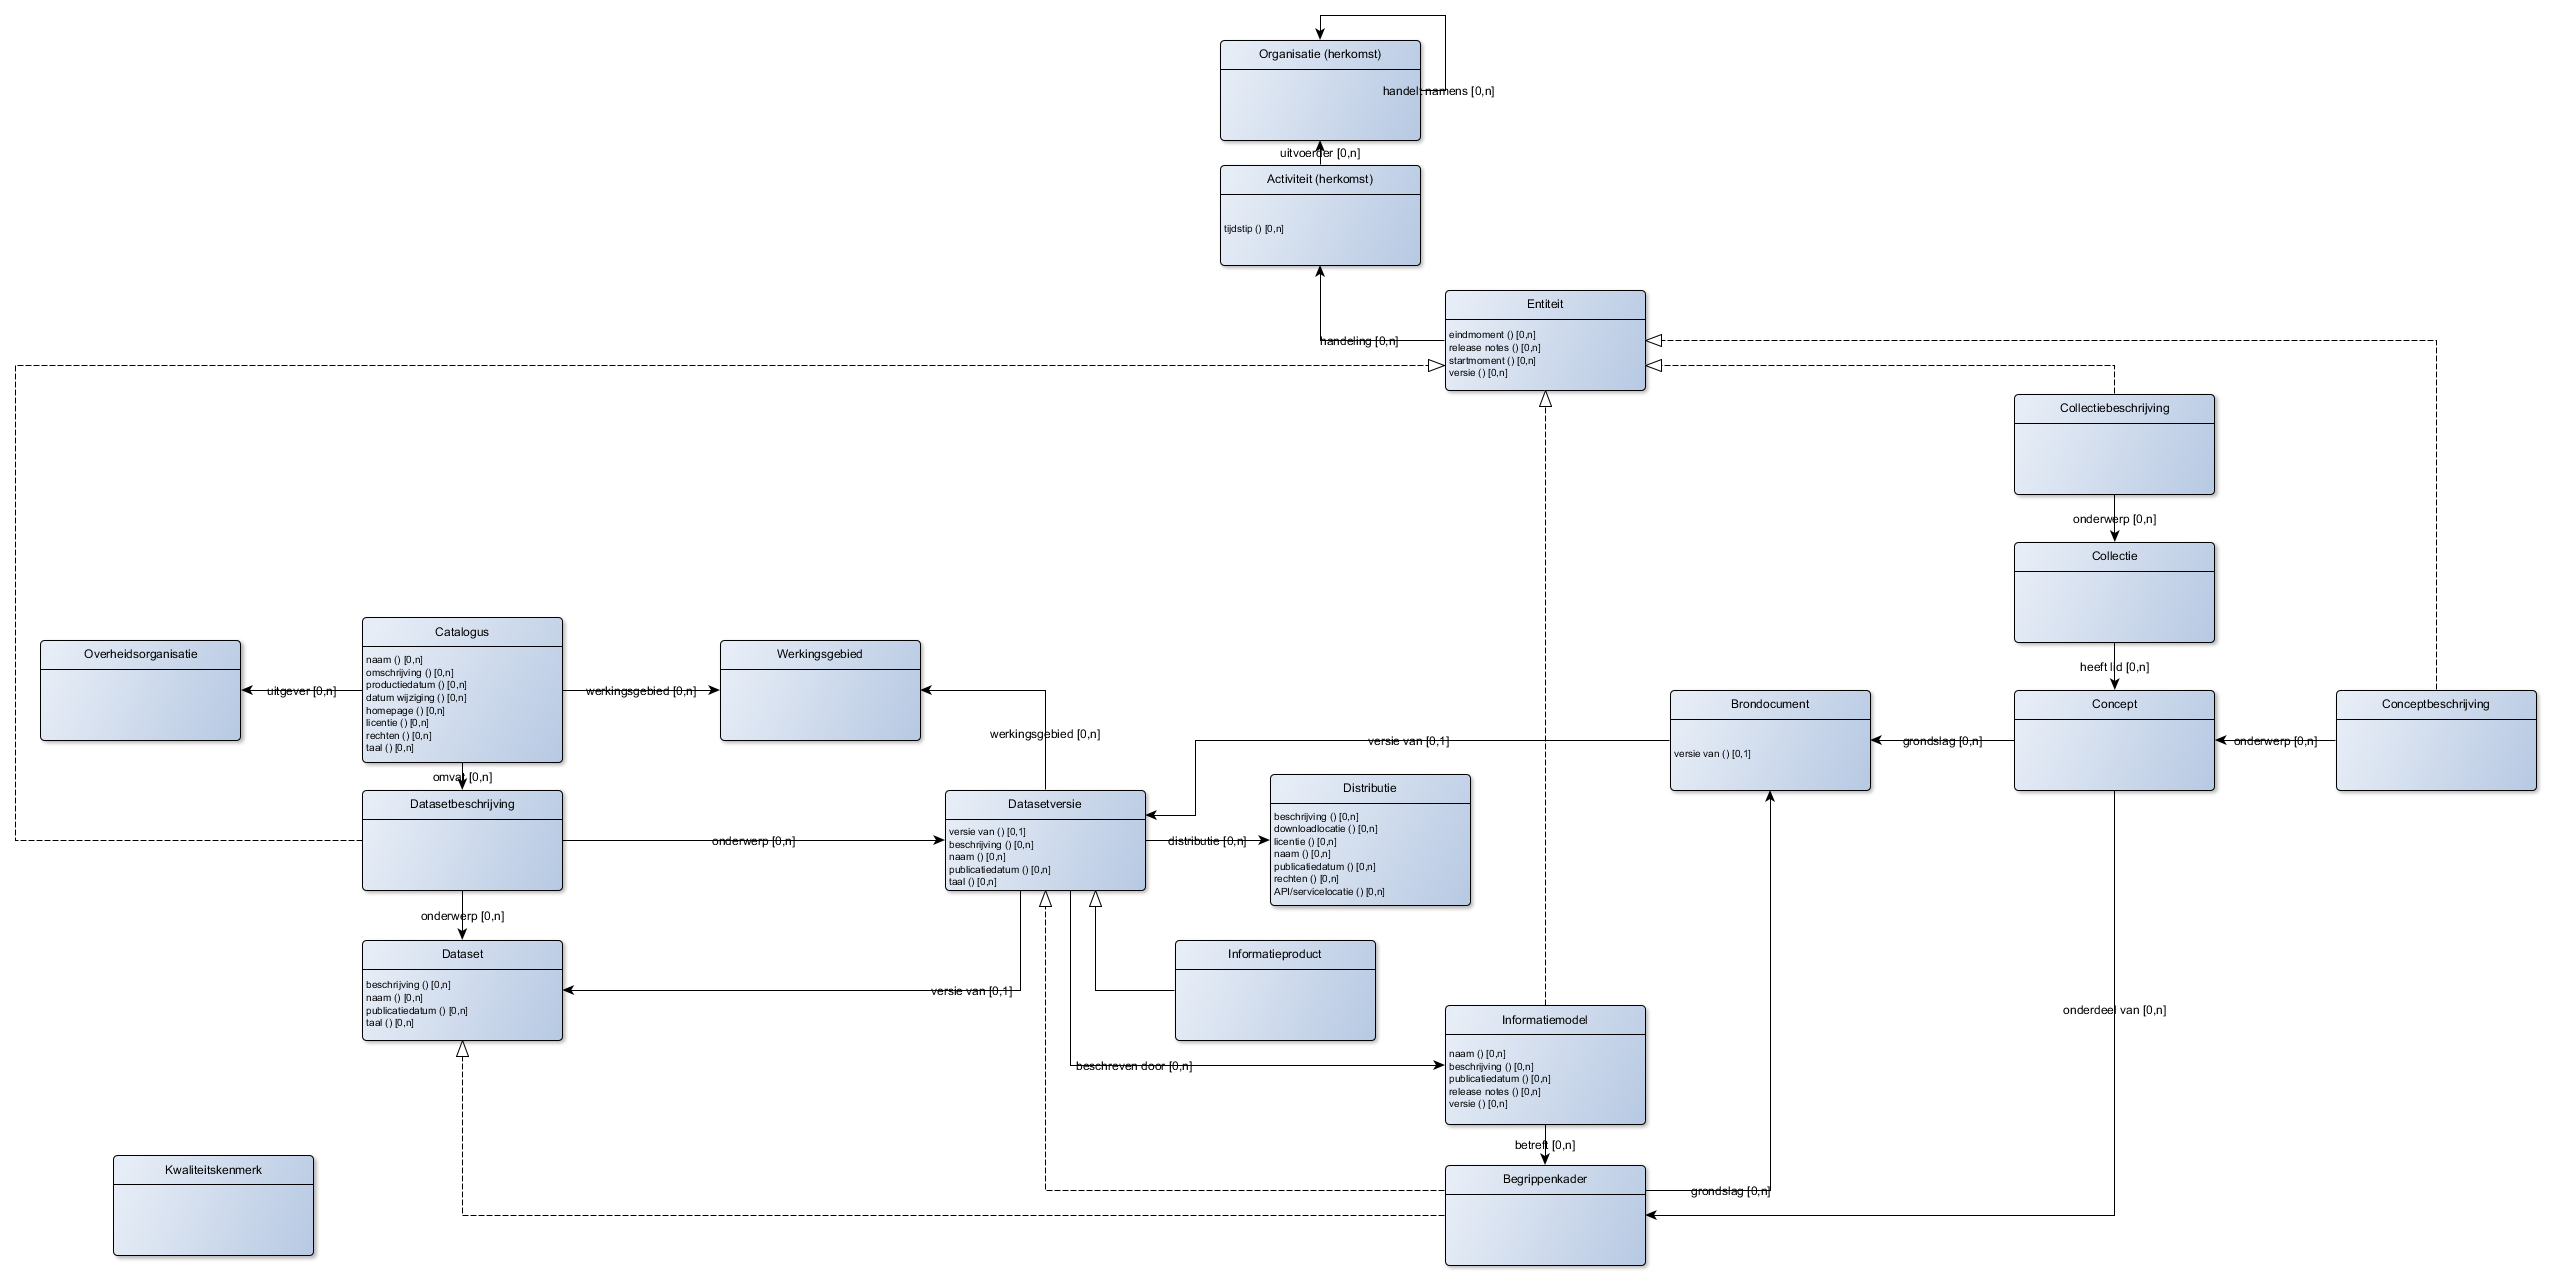 Organisatie (herkomst)
handelt namens [0,n]
uitvoerder [0,n]
Activiteit (herkomst)
tijdstip () [0,n]
Entiteit
eindmoment () [0,n]
release notes () [0,n]
startmoment () [0,n]
versie () [0,n]
handeling [0,n]
Collectiebeschrijving
onderwerp [0,n]
Collectie
heeft lid [0,n]
Overheidsorganisatie
uitgever [0,n]
Catalogus
naam () [0,n]
omschrijving () [0,n]
productiedatum () [0,n]
datum wijziging () [0,n]
homepage () [0,n]
licentie () [0,n]
rechten () [0,n]
taal () [0,n]
werkingsgebied [0,n]
Werkingsgebied
werkingsgebied [0,n]
versie van [0,1]
Brondocument
versie van () [0,1]
grondslag [0,n]
Concept
onderwerp [0,n]
Conceptbeschrijving
omvat [0,n]
Datasetbeschrijving
onderwerp [0,n]
Datasetversie
versie van () [0,1]
beschrijving () [0,n]
naam () [0,n]
publicatiedatum () [0,n]
taal () [0,n]
distributie [0,n]
Distributie
beschrijving () [0,n]
downloadlocatie () [0,n]
licentie () [0,n]
naam () [0,n]
publicatiedatum () [0,n]
rechten () [0,n]
API/servicelocatie () [0,n]
onderwerp [0,n]
Dataset
beschrijving () [0,n]
naam () [0,n]
publicatiedatum () [0,n]
taal () [0,n]
versie van [0,1]
Informatieproduct
beschreven door [0,n]
Informatiemodel
naam () [0,n]
beschrijving () [0,n]
publicatiedatum () [0,n]
release notes () [0,n]
versie () [0,n]
onderdeel van [0,n]
betreft [0,n]
Begrippenkader
grondslag [0,n]
Kwaliteitskenmerk